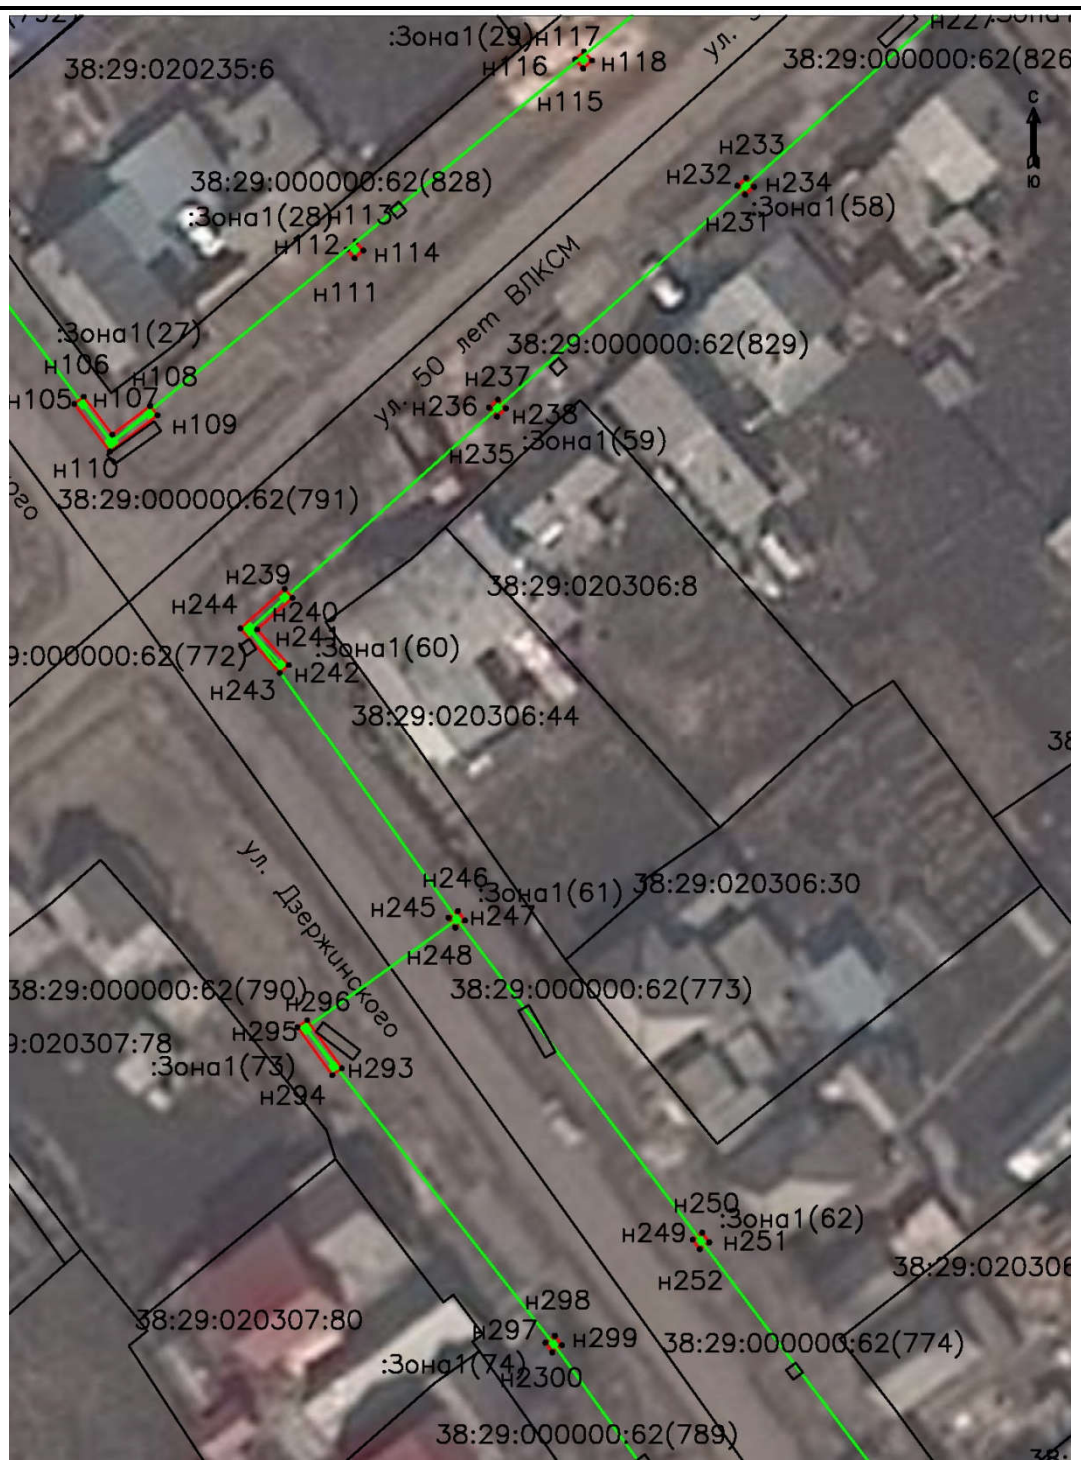 :Зона1(29)
н117
н116
н118
н115
38:29:020235:6
ул.
н227
38:29:000000:62(826
С
Ю
н233
н232
н234
:Зона1(58)
н231
38:29:000000:62(828)
:Зона1(28)
н113
н112
н114
н111
ул. 50 лет ВЛКСМ
:Зона1(27)
н106
н108
н105
н107
н109
н110
38:29:000000:62(829)
н237
н236
н238
:Зона1(59)
н235
38:29:000000:62(791)
н239
н244
н240
н241
38:29:020306:8
9:000000:62(772)
:Зона1(60)
н242
н243
38:29:020306:44
38
ул. Дзержинского
н246
:Зона1(61)
38:29:020306:30
н245
н247
н248
38:29:000000:62(790)
38:29:000000:62(773)
н296
н295
9:020307:78
:Зона1(73)
н293
н294
н250
:Зона1(62)
н249
н251
н252
38:29:020306
н298
38:29:020307:80
н297
н299
38:29:000000:62(774)
:Зона1(74)
н2300
38:29:000000:62(789)